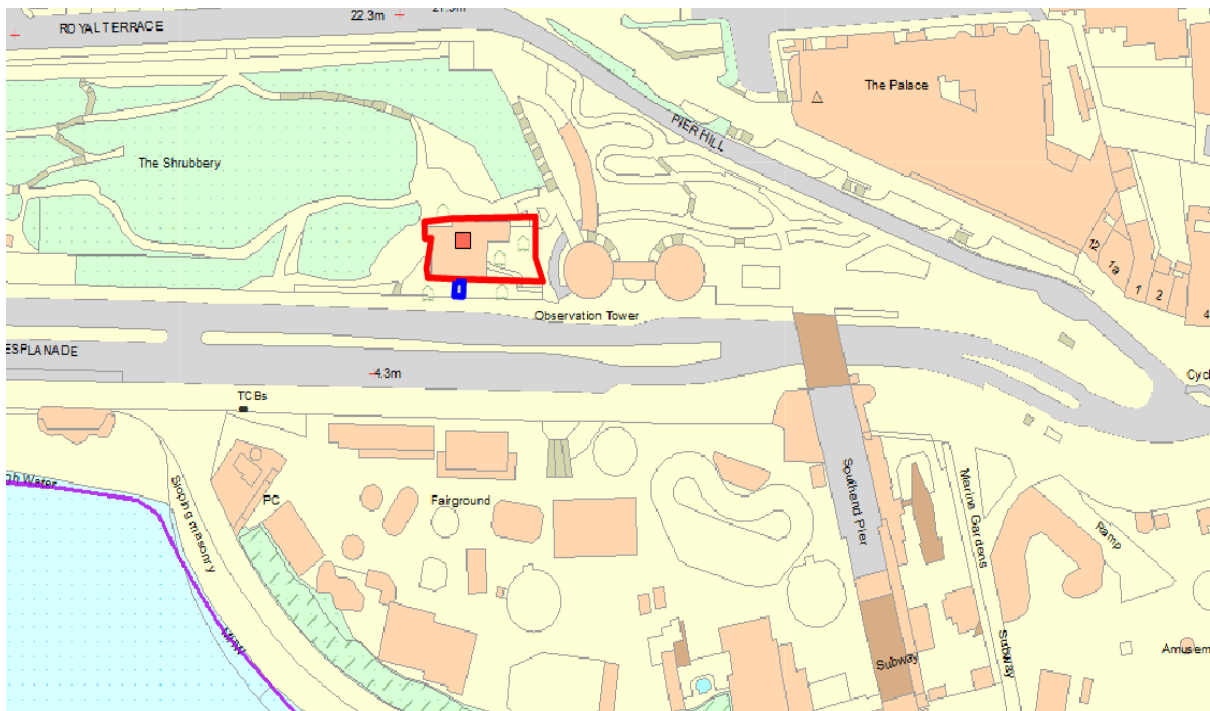 22.3m
ROYAL TERRACE
The Palace
PIER HILL
The Shrubbery
12
1a
1
2
4
Observation Tower
ESPLANADE
4.3m
TCBs
Southend Pier
Marine Gardens
Sloping masonry
PC
Fairground
Ramp
MHW
Subway
Subway